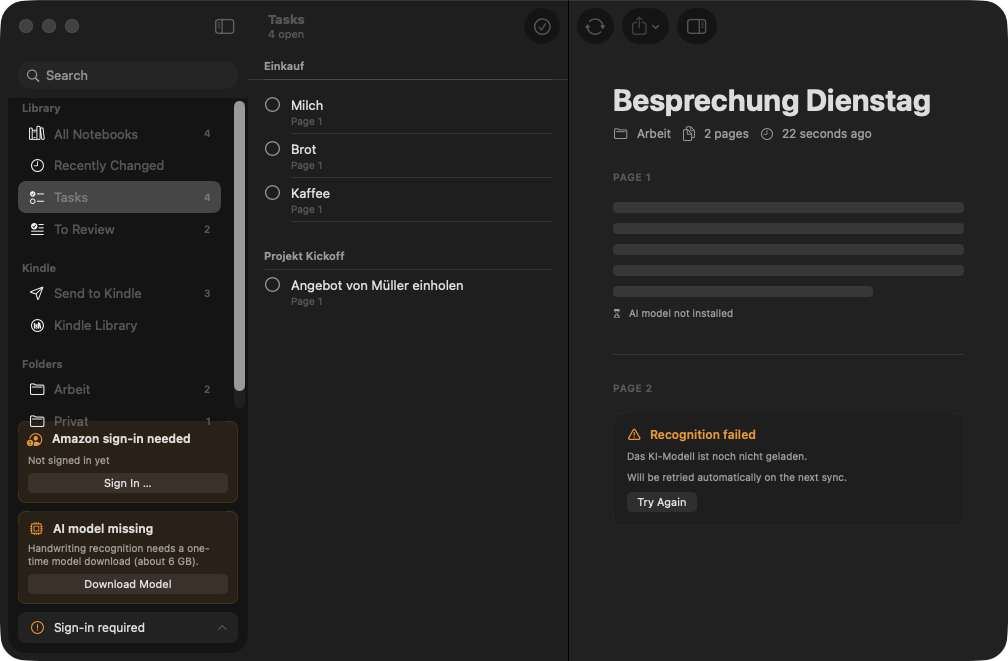 Tasks
4 open
Search
Library
All Notebooks 4
Recently Changed
Tasks 4
To Review 2
Kindle
Send to Kindle 3
Kindle Library
Folders
Arbeit 2
Privat 1
Amazon sign-in needed
Not signed in yet
Sign In ...
AI model missing
Handwriting recognition needs a one-
time model download (about 6 GB).
Download Model
Sign-in required
Einkauf
Milch
Page 1
Brot
Page 1
Kaffee
Page 1
Projekt Kickoff
Angebot von Müller einholen
Page 1
Besprechung Dienstag
Arbeit 2 pages 22 seconds ago
PAGE 1
AI model not installed
PAGE 2
Recognition failed
Das KI-Modell ist noch nicht geladen.
Will be retried automatically on the next sync.
Try Again